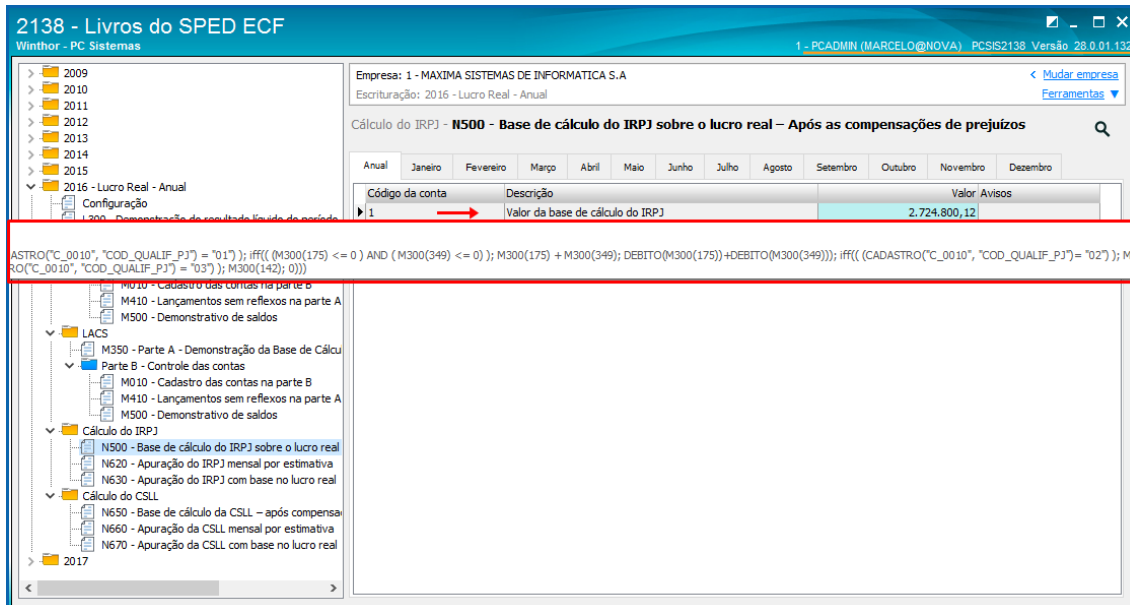 2138 - Livros do SPED ECF
Winthor - PC Sistemas
1 - PCADMIN (MARCELO@NOVA) PCSIS2138 Versão 28.0.01.132
2009
2010
2011
2012
2013
2014
2015
2016 - Lucro Real - Anual
Configuração
L300 - Demonstração do resultado líquido do período
Empresa: 1 - MAXIMA SISTEMAS DE INFORMATICA S.A
< Mudar empresa
Escrituração: 2016 - Lucro Real - Anual
Ferramentas
Cálculo do IRPJ - N500 - Base de cálculo do IRPJ sobre o lucro real – Após as compensações de prejuízos
Anual Janeiro Fevereiro Março Abril Maio Junho Julho Agosto Setembro Outubro Novembro Dezembro
Código da conta Descrição Valor Avisos
1 Valor da base de cálculo do IRPJ 2.724.800,12
ASTRO("C_0010", "COD_QUALIF_PJ") = "01") ); iff(( (M300(175) <= 0 ) AND ( M300(349) <= 0) ); M300(175) + M300(349); DEBITO(M300(175))+DEBITO(M300(349))); iff(( (CADASTRO("C_0010", "COD_QUALIF_PJ")= "02") ); M
RO("C_0010", "COD_QUALIF_PJ") = "03") ); M300(142); 0)))
M010 - Cadastro das contas na parte B
M410 - Lançamentos sem reflexos na parte A
M500 - Demonstrativo de saldos
LACS
M350 - Parte A - Demonstração da Base de Cálcu
Parte B - Controle das contas
M010 - Cadastro das contas na parte B
M410 - Lançamentos sem reflexos na parte A
M500 - Demonstrativo de saldos
Cálculo do IRPJ
N500 - Base de cálculo do IRPJ sobre o lucro real
N620 - Apuração do IRPJ mensal por estimativa
N630 - Apuração do IRPJ com base no lucro real
Cálculo do CSLL
N650 - Base de cálculo da CSLL – após compensa
N660 - Apuração da CSLL mensal por estimativa
N670 - Apuração da CSLL com base no lucro real
2017